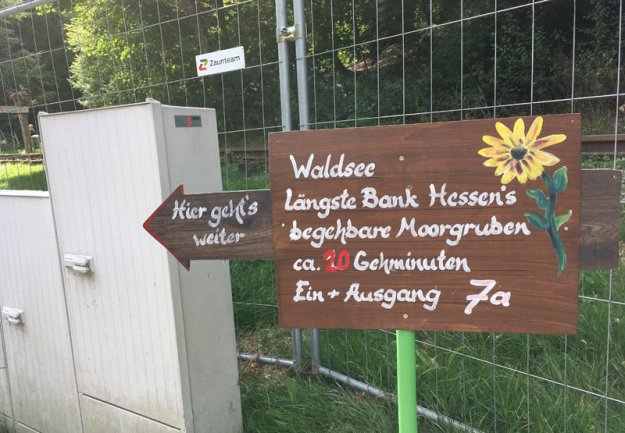 Zaunteam
Hier geht's
weiter
Waldsee
Längste Bank Hessen's
begehbare Moorgruben
ca. 20 Gehminuten
Ein + Ausgang 7a